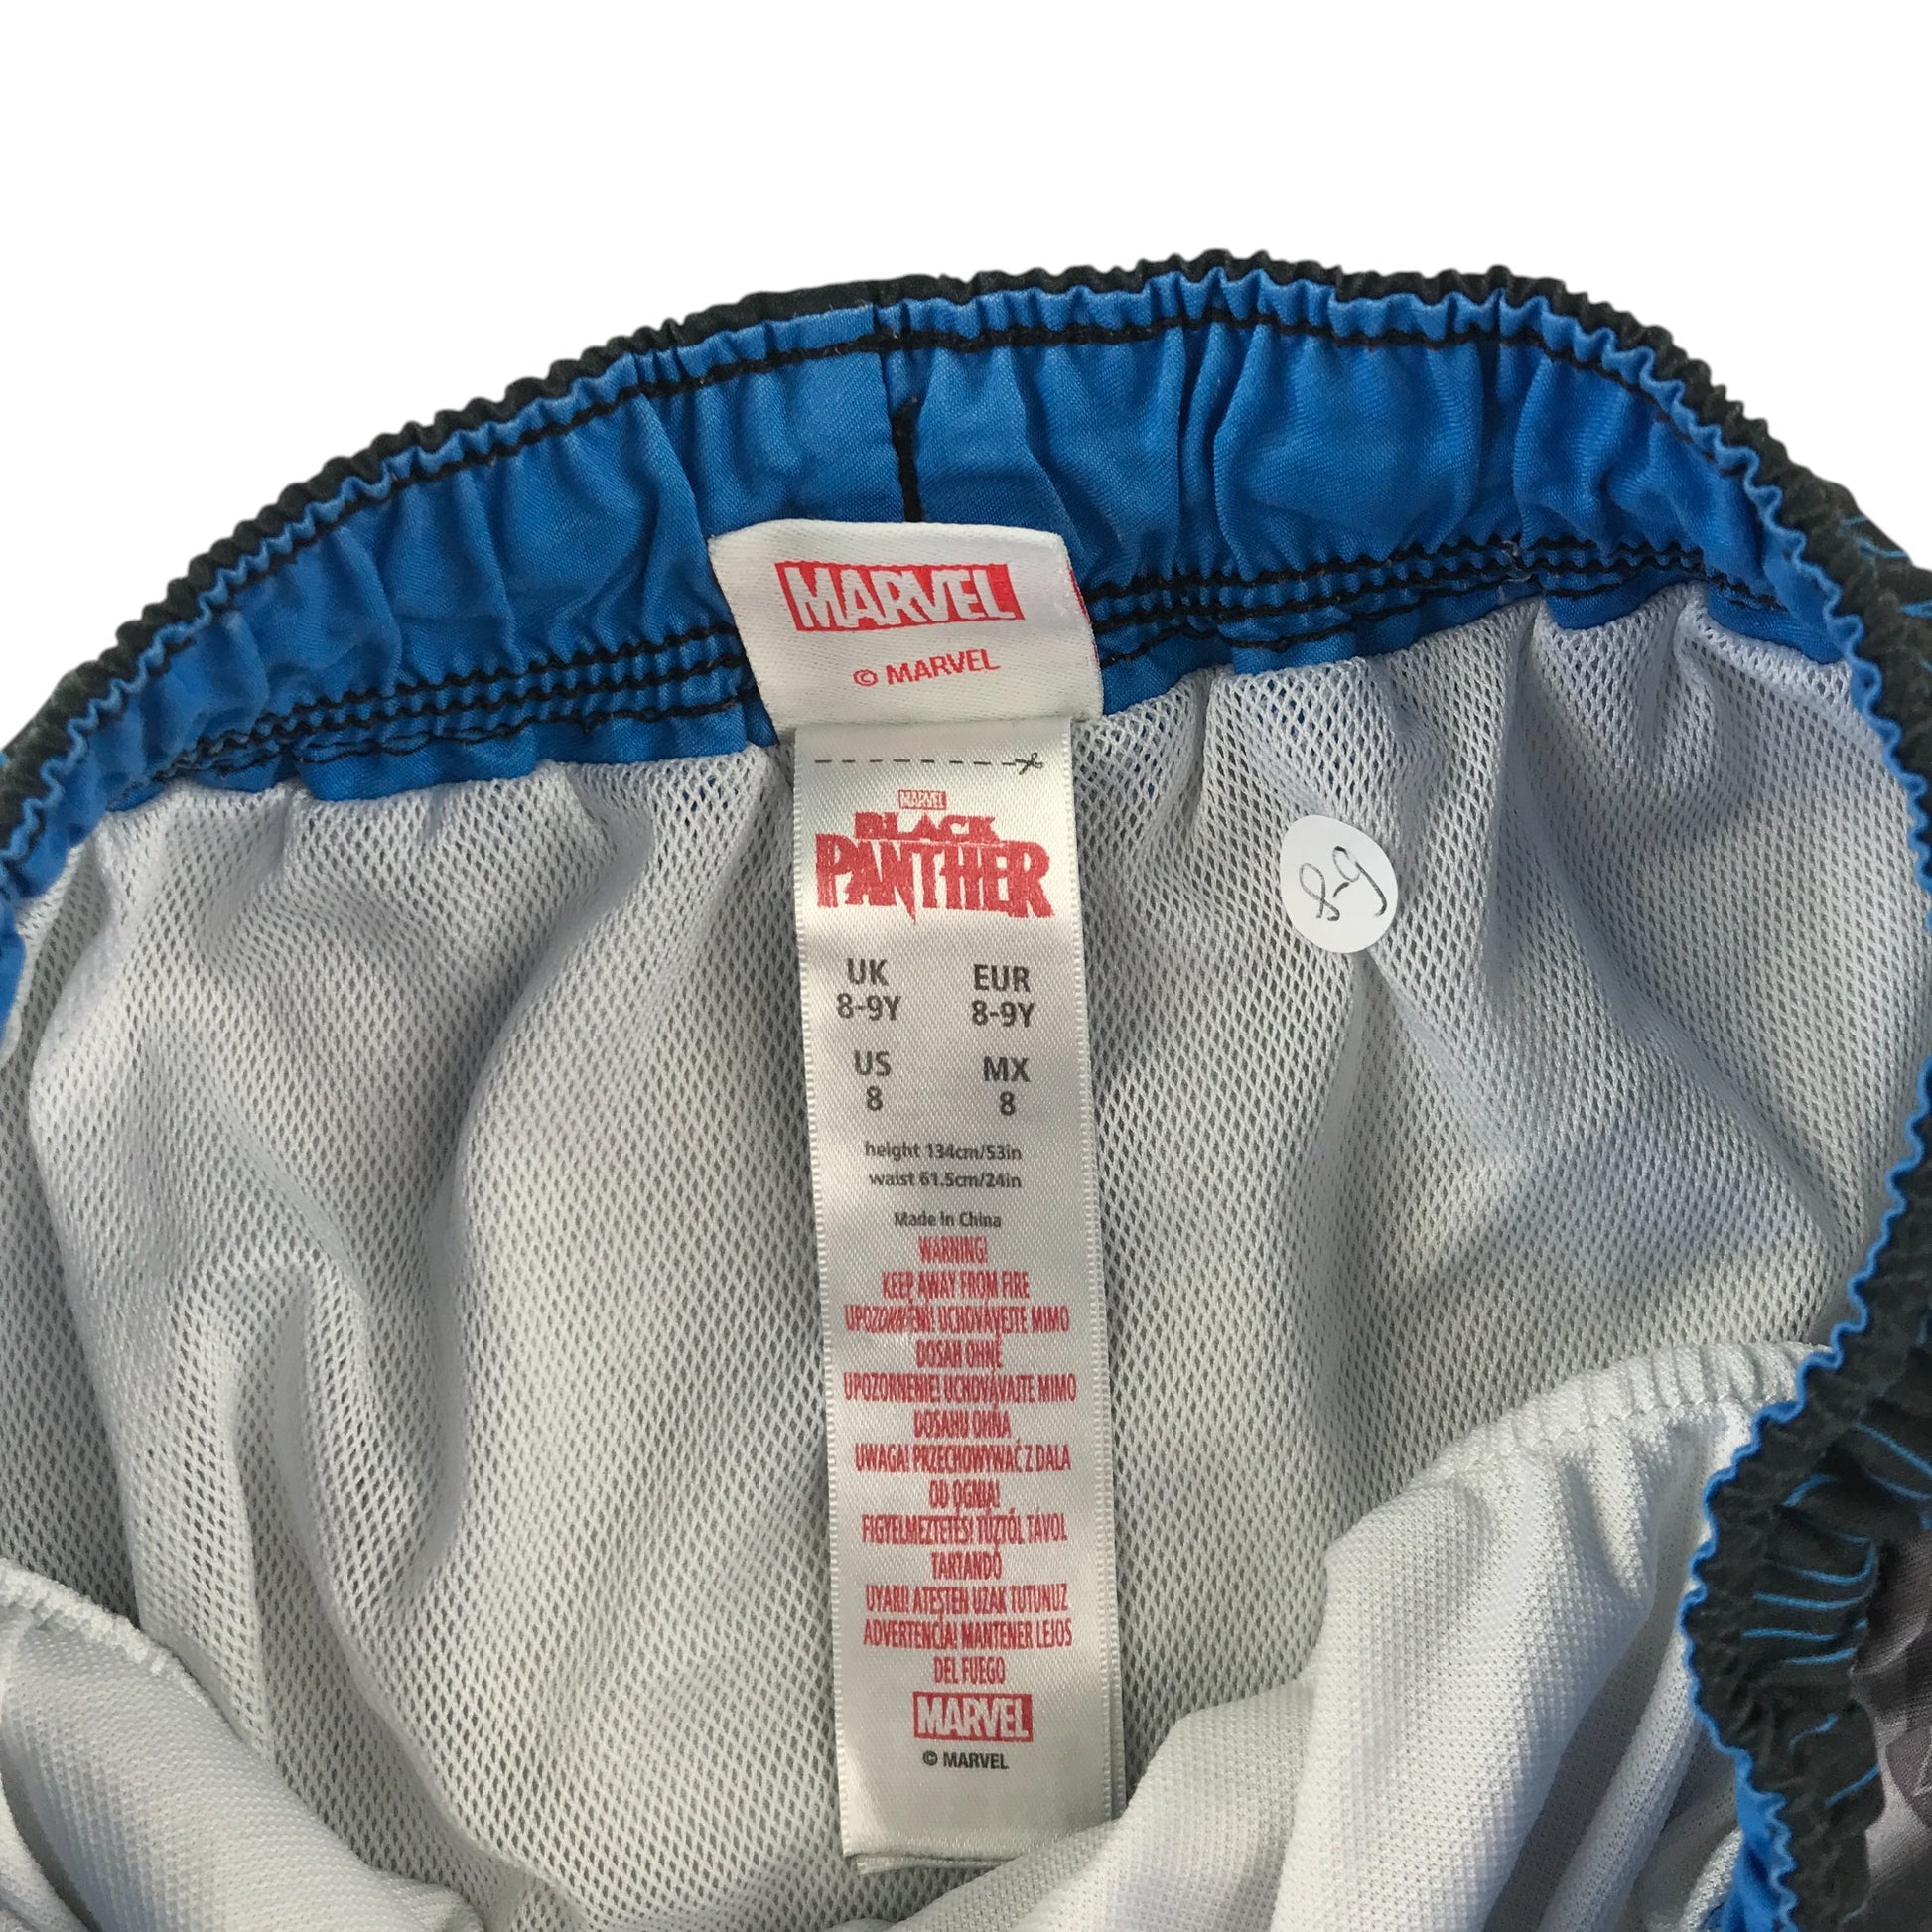 MARVEL
© MARVEL
MARVEL
BLACK
PANTHER
UK EUR
8-9Y 8-9Y
US MX
8 8
height 134cm/53in
waist 61.5cm/24in
Made in China
WARNING!
KEEP AWAY FROM FIRE
UPOZORNĚNÍ! UCHOVÁVEJTE MIMO
DOSAH OHNĚ
UPOZORNENIE! UCHOVÁVAJTE MIMO
DOSAHU OHŇA
UWAGA! PRZECHOWYWAĆ Z DALA
OD OGNIA!
FIGYELMEZTETÉS! TŰZTŐL TÁVOL
TARTANDÓ
UYARI! ATEŞTEN UZAK TUTUNUZ
ADVERTENCIA! MANTENER LEJOS
DEL FUEGO
MARVEL
© MARVEL
8-9